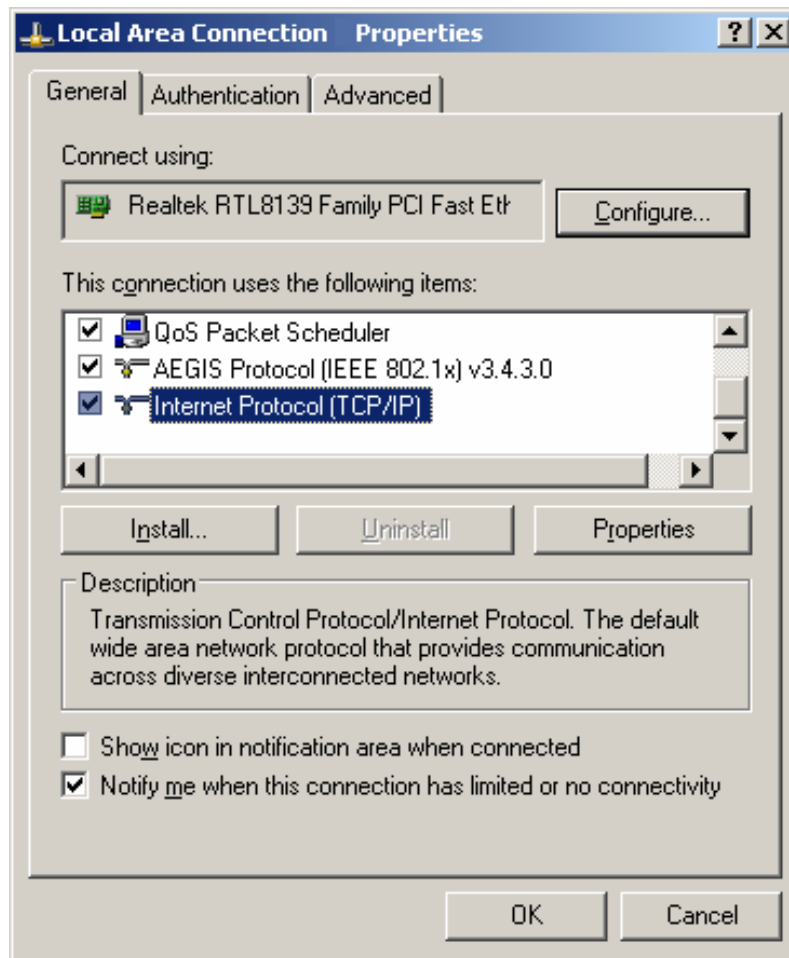 Local Area Connection Properties
General Authentication Advanced
Connect using:
Realtek RTL8139 Family PCI Fast Eth Configure...
This connection uses the following items:
QoS Packet Scheduler
AEGIS Protocol (IEEE 802.1x) v3.4.3.0
Internet Protocol (TCP/IP)
Install... Uninstall Properties
Description
Transmission Control Protocol/Internet Protocol. The default
wide area network protocol that provides communication
across diverse interconnected networks.
Show icon in notification area when connected
Notify me when this connection has limited or no connectivity
OK Cancel